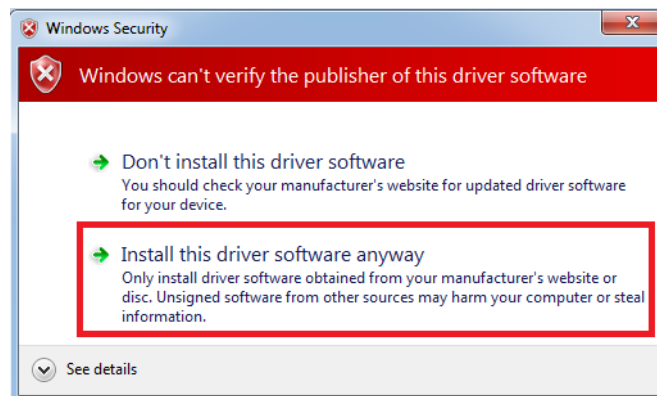 Windows Security
Windows can't verify the publisher of this driver software
Don't install this driver software
You should check your manufacturer's website for updated driver software
for your device.
Install this driver software anyway
Only install driver software obtained from your manufacturer's website or
disc. Unsigned software from other sources may harm your computer or steal
information.
See details